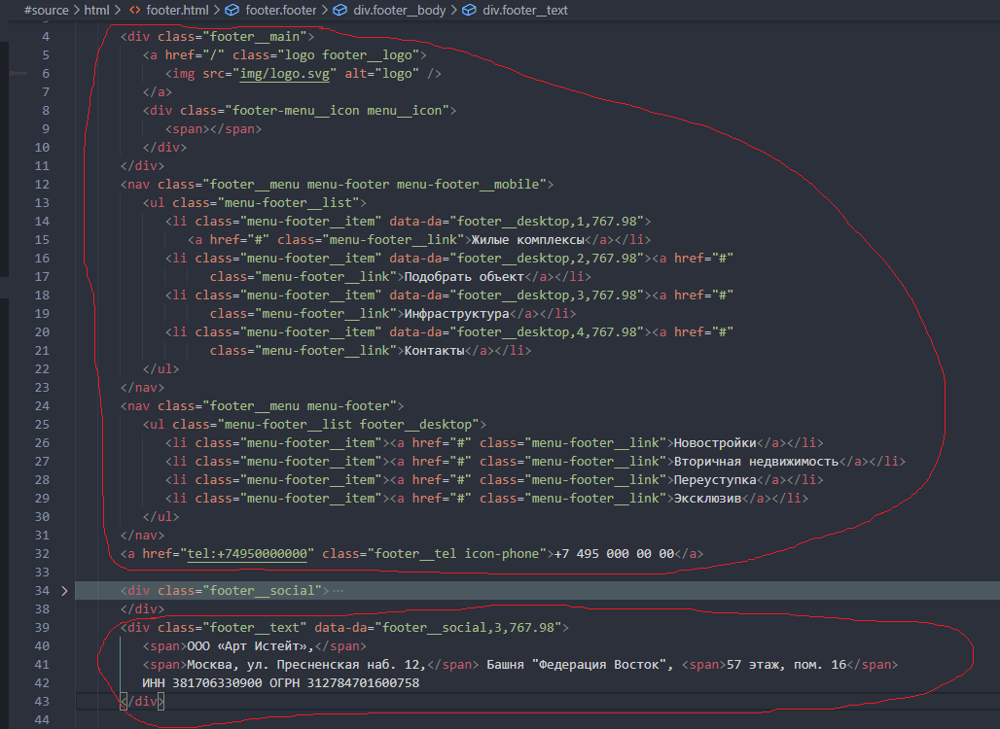 #source > html > <> footer.html > footer.footer > div.footer__body > div.footer__text
4 <div class="footer__main">
5 <a href="/" class="logo footer__logo">
6 <img src="img/logo.svg" alt="logo" />
7 </a>
8 <div class="footer-menu__icon menu__icon">
9 <span></span>
10 </div>
11 </div>
12 <nav class="footer__menu menu-footer menu-footer__mobile">
13 <ul class="menu-footer__list">
14 <li class="menu-footer__item" data-da="footer__desktop,1,767.98">
15 <a href="#" class="menu-footer__link">Жилые комплексы</a></li>
16 <li class="menu-footer__item" data-da="footer__desktop,2,767.98"><a href="#"
17 class="menu-footer__link">Подобрать объект</a></li>
18 <li class="menu-footer__item" data-da="footer__desktop,3,767.98"><a href="#"
19 class="menu-footer__link">Инфраструктура</a></li>
20 <li class="menu-footer__item" data-da="footer__desktop,4,767.98"><a href="#"
21 class="menu-footer__link">Контакты</a></li>
22 </ul>
23 </nav>
24 <nav class="footer__menu menu-footer">
25 <ul class="menu-footer__list footer__desktop">
26 <li class="menu-footer__item"><a href="#" class="menu-footer__link">Новостройки</a></li>
27 <li class="menu-footer__item"><a href="#" class="menu-footer__link">Вторичная недвижимость</a></li>
28 <li class="menu-footer__item"><a href="#" class="menu-footer__link">Переуступка</a></li>
29 <li class="menu-footer__item"><a href="#" class="menu-footer__link">Эксклюзив</a></li>
30 </ul>
31 </nav>
32 <a href="tel:+74950000000" class="footer__tel icon-phone">+7 495 000 00 00</a>
33
34 > <div class="footer__social">···
38 </div>
39 <div class="footer__text" data-da="footer__social,3,767.98">
40 <span>ООО «Арт Истейт»,</span>
41 <span>Москва, ул. Пресненская наб. 12,</span> Башня "Федерация Восток", <span>57 этаж, пом. 16</span>
42 ИНН 381706330900 ОГРН 312784701600758
43 </div>
44